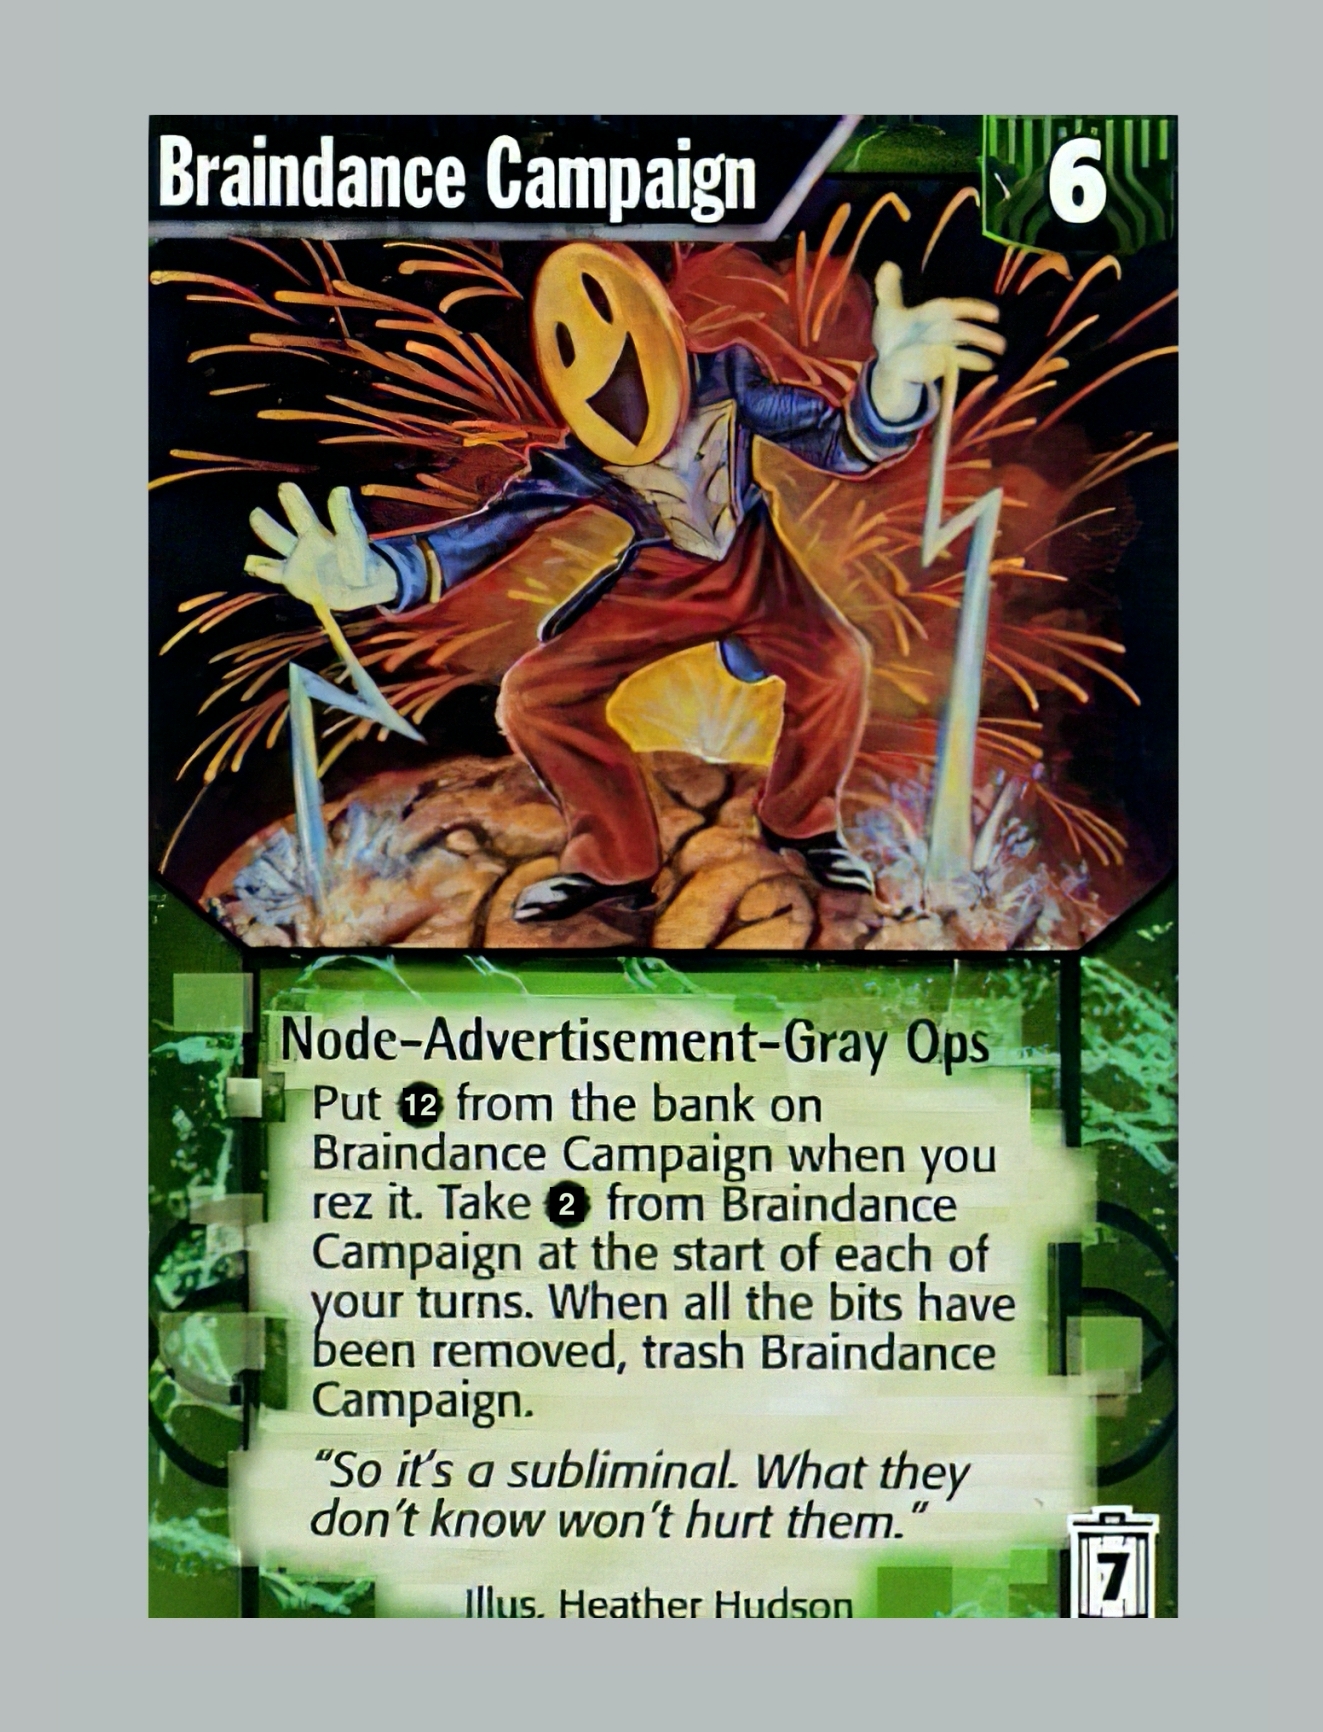 Braindance Campaign
6
Node-Advertisement-Gray Ops
Put 12 from the bank on
Braindance Campaign when you
rez it. Take 2 from Braindance
Campaign at the start of each of
your turns. When all the bits have
been removed, trash Braindance
Campaign.
"So it's a subliminal. What they
don't know won't hurt them."
7
Illus. Heather Hudson